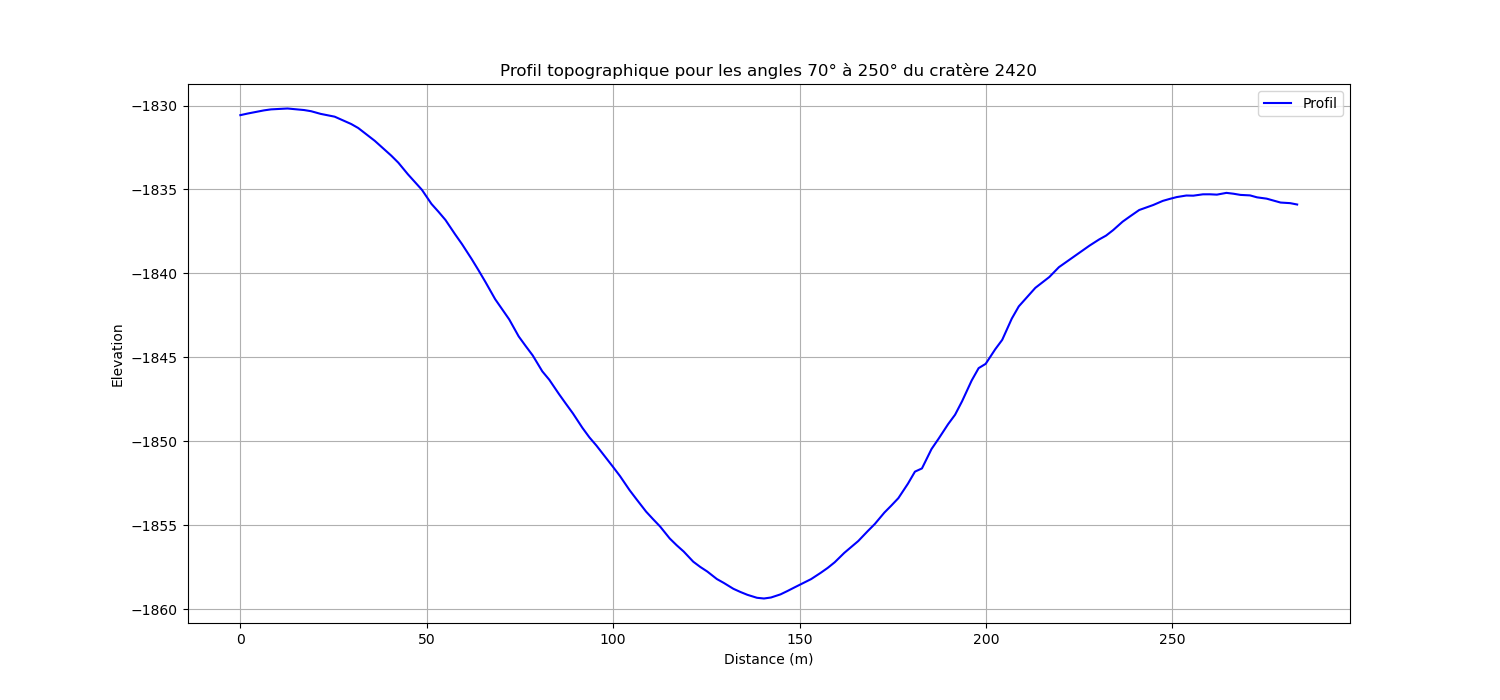 Profil topographique pour les angles 70° à 250° du cratère 2420
Profil
−1830
−1835
−1840
−1845
−1850
−1855
−1860
Elevation
0 50 100 150 200 250
Distance (m)